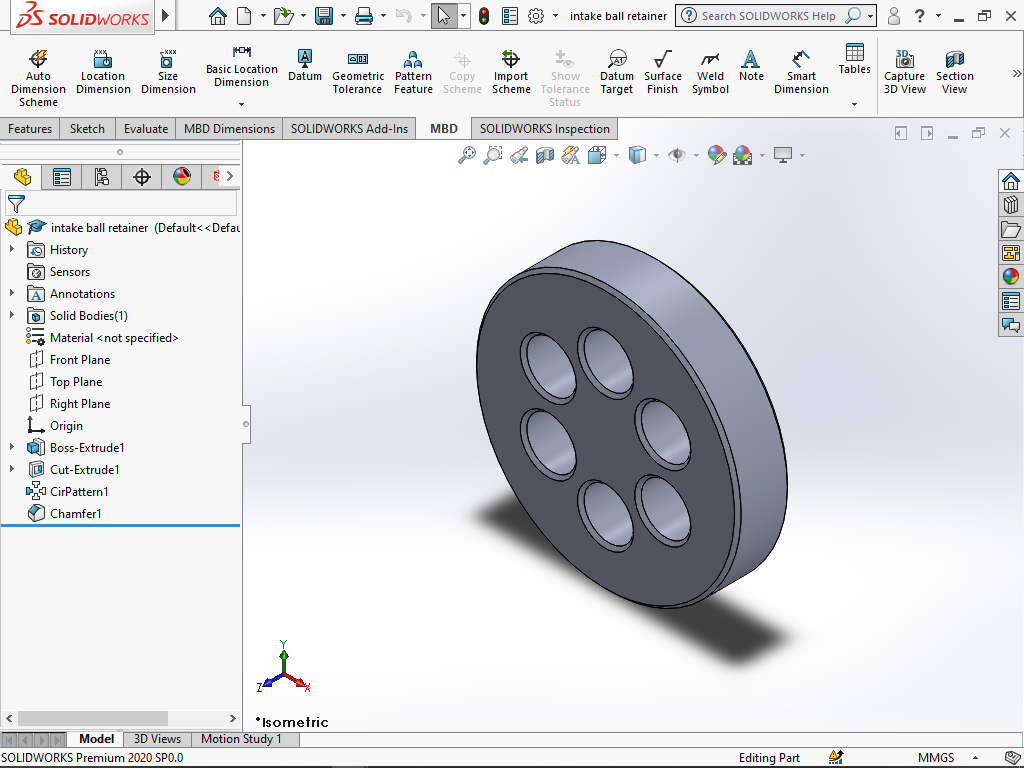 SOLIDWORKS
intake ball retainer
Search SOLIDWORKS Help
Auto Dimension Scheme
Location Dimension
Size Dimension
Basic Location Dimension
Datum
Geometric Tolerance
Pattern Feature
Copy Scheme
Import Scheme
Show Tolerance Status
Datum Target
Surface Finish
Weld Symbol
Note
Smart Dimension
Tables
Capture 3D View
Section View
Features
Sketch
Evaluate
MBD Dimensions
SOLIDWORKS Add-Ins
MBD
SOLIDWORKS Inspection
intake ball retainer (Default<<Defau
History
Sensors
Annotations
Solid Bodies(1)
Material <not specified>
Front Plane
Top Plane
Right Plane
Origin
Boss-Extrude1
Cut-Extrude1
CirPattern1
Chamfer1
Y
Z
X
*Isometric
Model
3D Views
Motion Study 1
SOLIDWORKS Premium 2020 SP0.0
Editing Part
MMGS